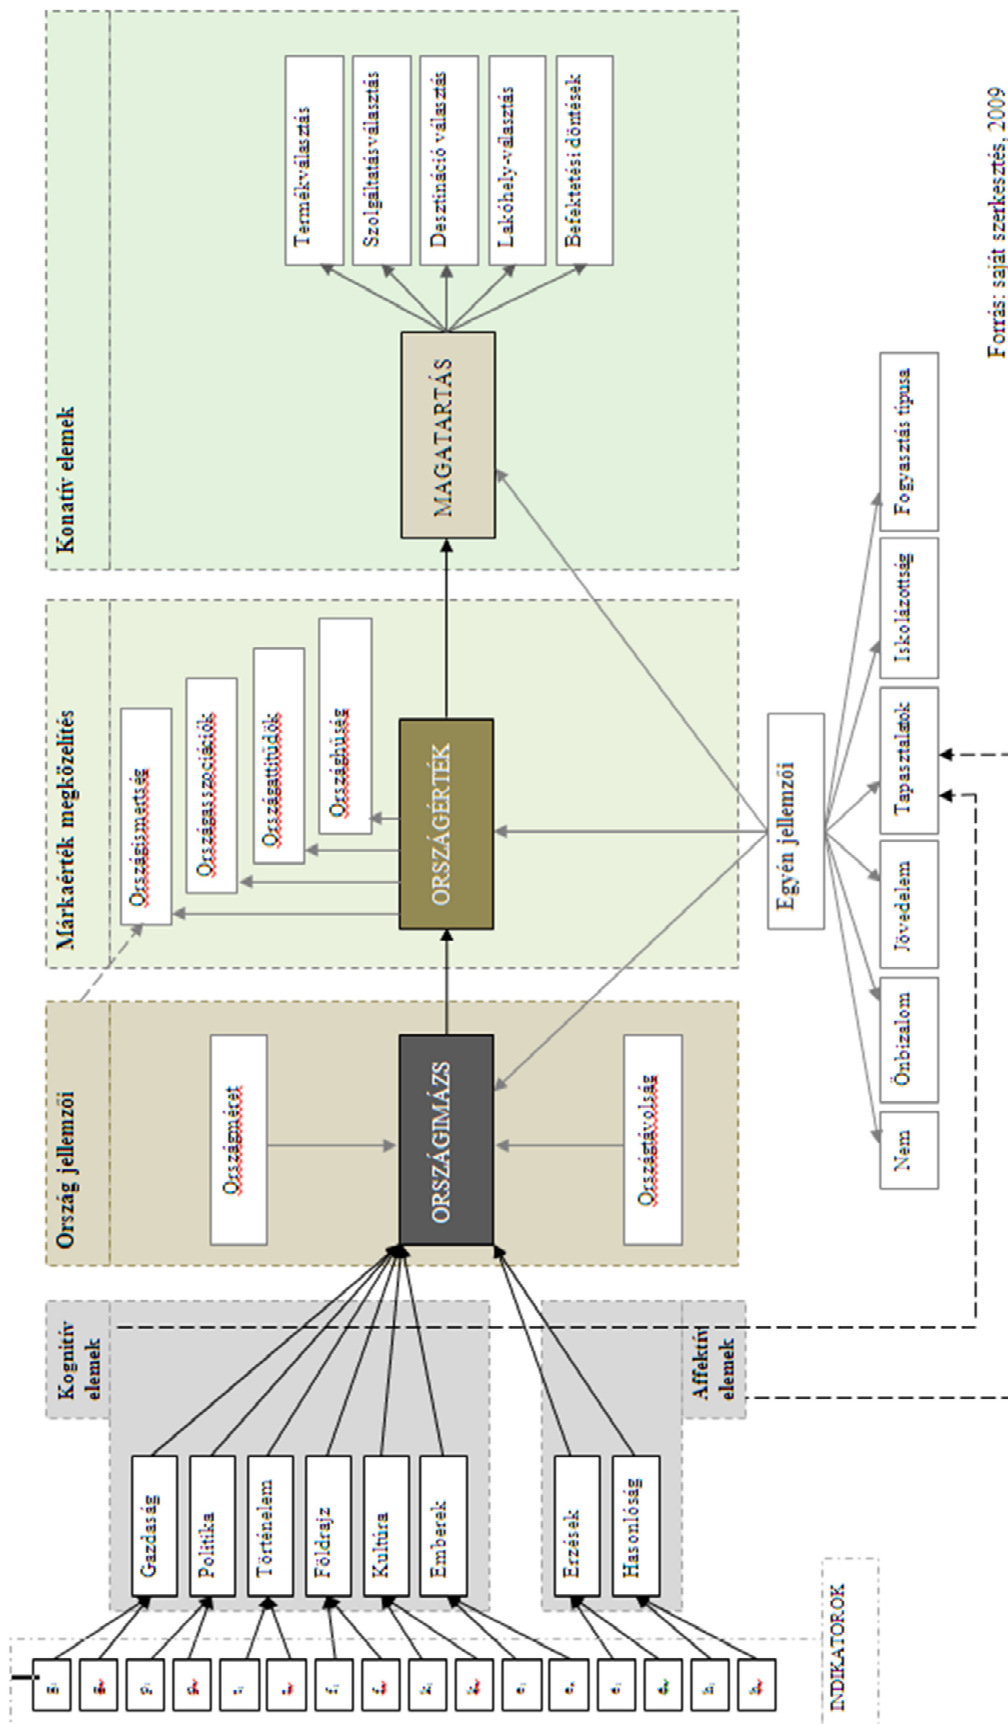 INDIKÁTOROK
Kognitív
elemek
Gazdaság
Politika
Történelem
Földrajz
Kultúra
Emberek
Affektív
elemek
Érzések
Hasonlóság
Ország jellemzői
Országméret
ORSZÁGIMÁZS
Országtávolság
Márkaérték megközelítés
Országismertség
Országasszociációk
Országattitűdök
Országhűség
ORSZÁGÉRTÉK
Konatív elemek
MAGATARTÁS
Termékválasztás
Szolgáltatásválasztás
Desztináció választás
Lakóhely-választás
Befektetési döntések
Egyén jellemzői
Nem
Önbizalom
Jövedelem
Tapasztalatok
Iskolázottság
Fogyasztás típusa
Forrás: saját szerkesztés, 2009